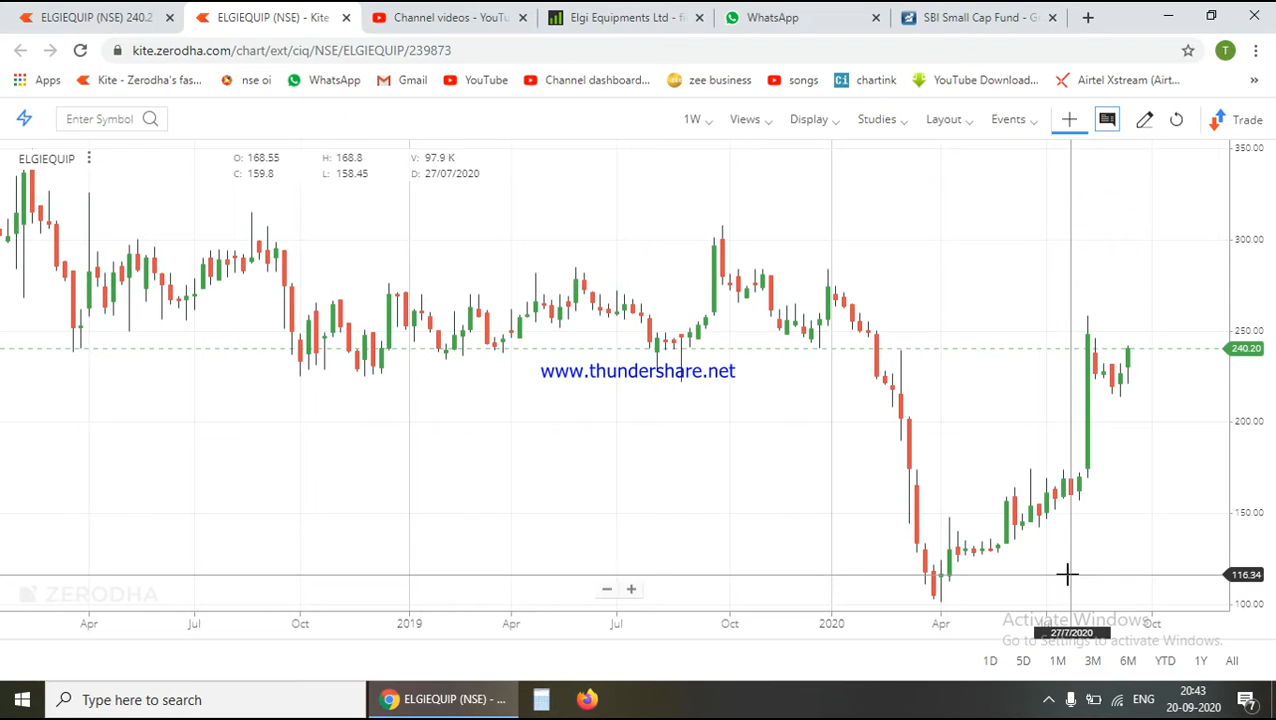 ELGIEQUIP (NSE) 240.2
ELGIEQUIP (NSE) - Kite
Channel videos - YouTu
Elgi Equipments Ltd - fi
WhatsApp
SBI Small Cap Fund - G
kite.zerodha.com/chart/ext/ciq/NSE/ELGIEQUIP/239873
T
Apps
Kite - Zerodha's fas...
nse oi
WhatsApp
Gmail
YouTube
Channel dashboard...
zee business
songs
Ci chartink
YouTube Download...
Airtel Xstream (Airt...
»
Enter Symbol
1W
Views
Display
Studies
Layout
Events
Trade
ELGIEQUIP
O: 168.55
H: 168.8
V: 97.9 K
C: 159.8
L: 158.45
D: 27/07/2020
350.00
300.00
250.00
240.20
www.thundershare.net
200.00
150.00
116.34
ZERODHA
100.00
Apr
Jul
Oct
2019
Apr
Jul
Oct
2020
Apr
Oct
27/7/2020
Activate Windows
Go to Settings to activate Windows.
1D
5D
1M
3M
6M
YTD
1Y
All
Type here to search
ELGIEQUIP (NSE) - ...
ENG
20:43
20-09-2020
7